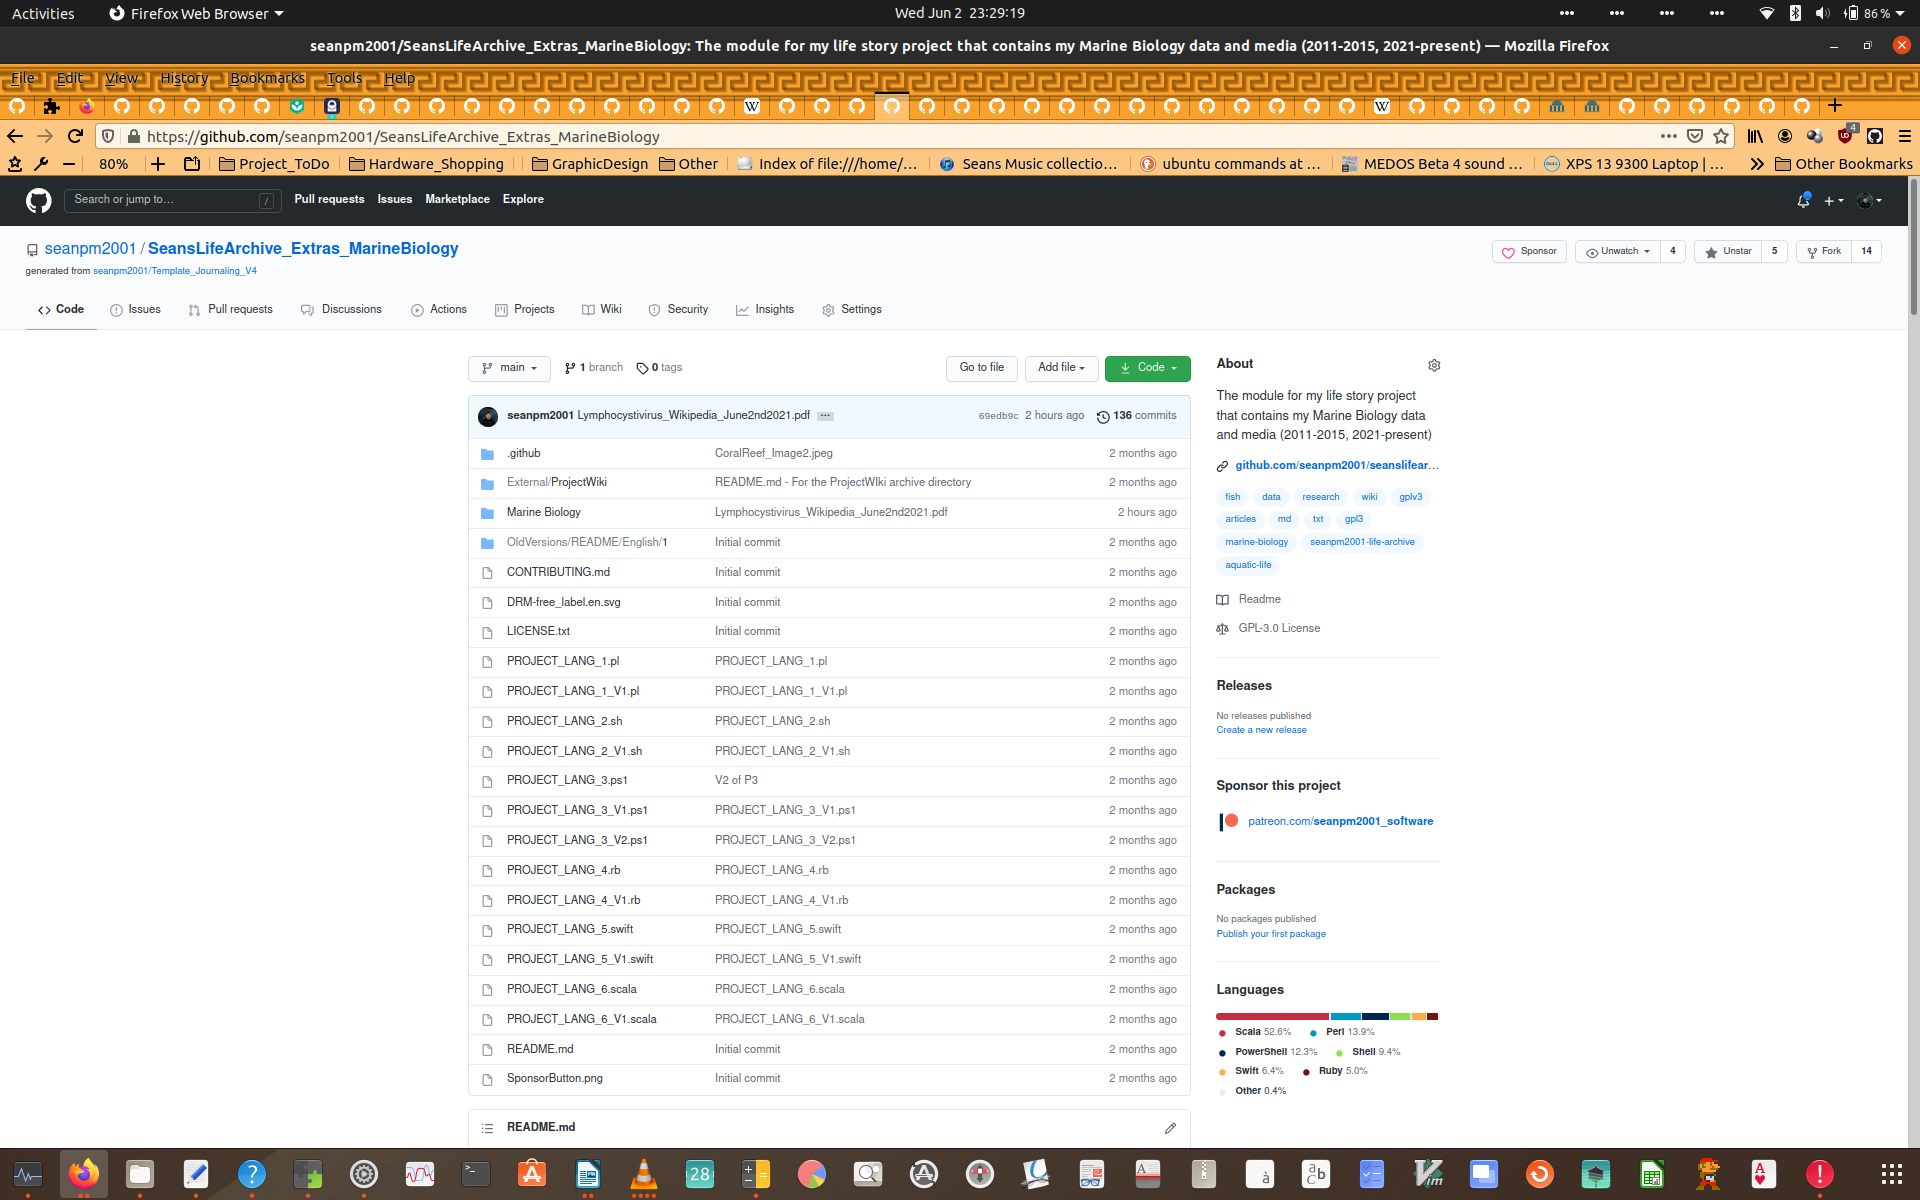 Activities Firefox Web Browser Wed Jun 2 23:29:19 86 %
seanpm2001/SeansLifeArchive_Extras_MarineBiology: The module for my life story project that contains my Marine Biology data and media (2011-2015, 2021-present) — Mozilla Firefox
File Edit View History Bookmarks Tools Help
https://github.com/seanpm2001/SeansLifeArchive_Extras_MarineBiology 4
80% Project_ToDo Hardware_Shopping GraphicDesign Other Index of file:///home/... Seans Music collectio... ubuntu commands at ... MEDOS Beta 4 sound ... XPS 13 9300 Laptop | ... Other Bookmarks
Search or jump to... / Pull requests Issues Marketplace Explore
seanpm2001 / SeansLifeArchive_Extras_MarineBiology Sponsor Unwatch 4 Unstar 5 Fork 14
generated from seanpm2001/Template_Journaling_V4
Code Issues Pull requests Discussions Actions Projects Wiki Security Insights Settings
main 1 branch 0 tags Go to file Add file Code
seanpm2001 Lymphocystivirus_Wikipedia_June2nd2021.pdf ... 69edb9c 2 hours ago 136 commits
.github CoralReef_Image2.jpeg 2 months ago
External/ProjectWiki README.md - For the ProjectWIki archive directory 2 months ago
Marine Biology Lymphocystivirus_Wikipedia_June2nd2021.pdf 2 hours ago
OldVersions/README/English/1 Initial commit 2 months ago
CONTRIBUTING.md Initial commit 2 months ago
DRM-free_label.en.svg Initial commit 2 months ago
LICENSE.txt Initial commit 2 months ago
PROJECT_LANG_1.pl PROJECT_LANG_1.pl 2 months ago
PROJECT_LANG_1_V1.pl PROJECT_LANG_1_V1.pl 2 months ago
PROJECT_LANG_2.sh PROJECT_LANG_2.sh 2 months ago
PROJECT_LANG_2_V1.sh PROJECT_LANG_2_V1.sh 2 months ago
PROJECT_LANG_3.ps1 V2 of P3 2 months ago
PROJECT_LANG_3_V1.ps1 PROJECT_LANG_3_V1.ps1 2 months ago
PROJECT_LANG_3_V2.ps1 PROJECT_LANG_3_V2.ps1 2 months ago
PROJECT_LANG_4.rb PROJECT_LANG_4.rb 2 months ago
PROJECT_LANG_4_V1.rb PROJECT_LANG_4_V1.rb 2 months ago
PROJECT_LANG_5.swift PROJECT_LANG_5.swift 2 months ago
PROJECT_LANG_5_V1.swift PROJECT_LANG_5_V1.swift 2 months ago
PROJECT_LANG_6.scala PROJECT_LANG_6.scala 2 months ago
PROJECT_LANG_6_V1.scala PROJECT_LANG_6_V1.scala 2 months ago
README.md Initial commit 2 months ago
SponsorButton.png Initial commit 2 months ago
README.md
About
The module for my life story project
that contains my Marine Biology data
and media (2011-2015, 2021-present)
github.com/seanpm2001/seanslifear...
fish data research wiki gplv3
articles md txt gpl3
marine-biology seanpm2001-life-archive
aquatic-life
Readme
GPL-3.0 License
Releases
No releases published
Create a new release
Sponsor this project
patreon.com/seanpm2001_software
Packages
No packages published
Publish your first package
Languages
Scala 52.6% Perl 13.9%
PowerShell 12.3% Shell 9.4%
Swift 6.4% Ruby 5.0%
Other 0.4%
28